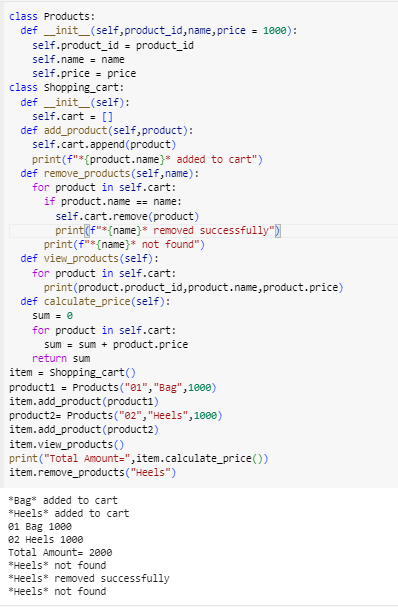 class Products:
  def __init__(self,product_id,name,price = 1000):
    self.product_id = product_id
    self.name = name
    self.price = price
class Shopping_cart:
  def __init__(self):
    self.cart = []
  def add_product(self,product):
    self.cart.append(product)
    print(f"*{product.name}* added to cart")
  def remove_products(self,name):
    for product in self.cart:
      if product.name == name:
        self.cart.remove(product)
        print(f"*{name}* removed successfully")
      print(f"*{name}* not found")
  def view_products(self):
    for product in self.cart:
      print(product.product_id,product.name,product.price)
  def calculate_price(self):
    sum = 0
    for product in self.cart:
      sum = sum + product.price
    return sum
item = Shopping_cart()
product1 = Products("01","Bag",1000)
item.add_product(product1)
product2= Products("02","Heels",1000)
item.add_product(product2)
item.view_products()
print("Total Amount=",item.calculate_price())
item.remove_products("Heels")
*Bag* added to cart
*Heels* added to cart
01 Bag 1000
02 Heels 1000
Total Amount= 2000
*Heels* not found
*Heels* removed successfully
*Heels* not found